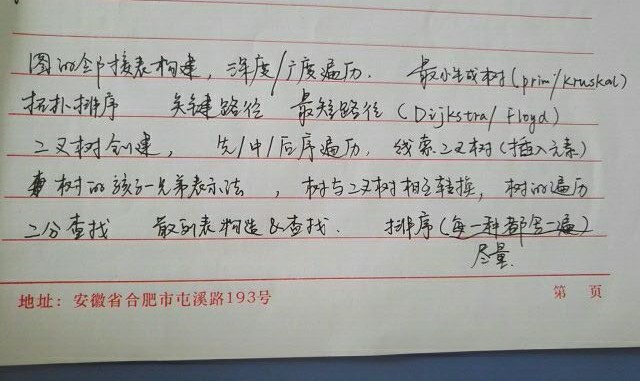 图的邻接表构建，深度/广度遍历. 最小生成树(prim/kruskal)
拓扑排序 关键路径 最短路径(Dijkstra/Floyd)
二叉树创建, 先/中/后序遍历. 线索二叉树(插入元素)
树的孩子-兄弟表示法, 树与二叉树相互转换, 树的遍历
二分查找 散列表构造&查找. 排序(每一种都写一遍)
尽量.
地址：安徽省合肥市屯溪路193号 第 页